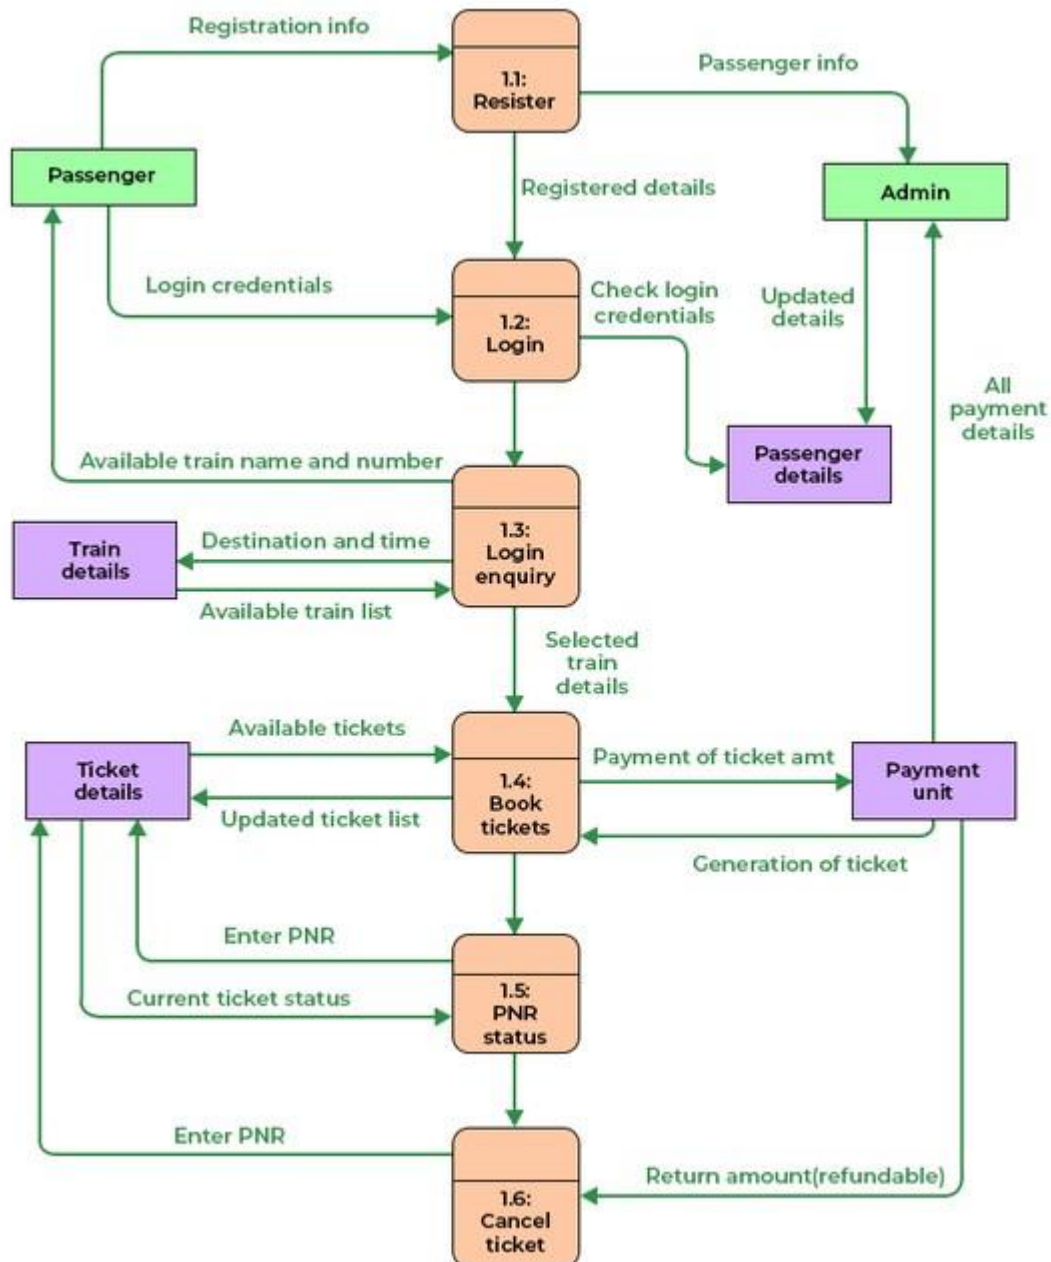 Registration info
1.1:
Resister
Passenger info
Passenger
Registered details
Admin
Login credentials
1.2:
Login
Check login
credentials
Updated
details
All
payment
details
Available train name and number
Passenger
details
Train
details
Destination and time
1.3:
Login
enquiry
Available train list
Selected
train
details
Available tickets
Ticket
details
Updated ticket list
1.4:
Book
tickets
Payment of ticket amt
Payment
unit
Generation of ticket
Enter PNR
Current ticket status
1.5:
PNR
status
Enter PNR
1.6:
Cancel
ticket
Return amount(refundable)